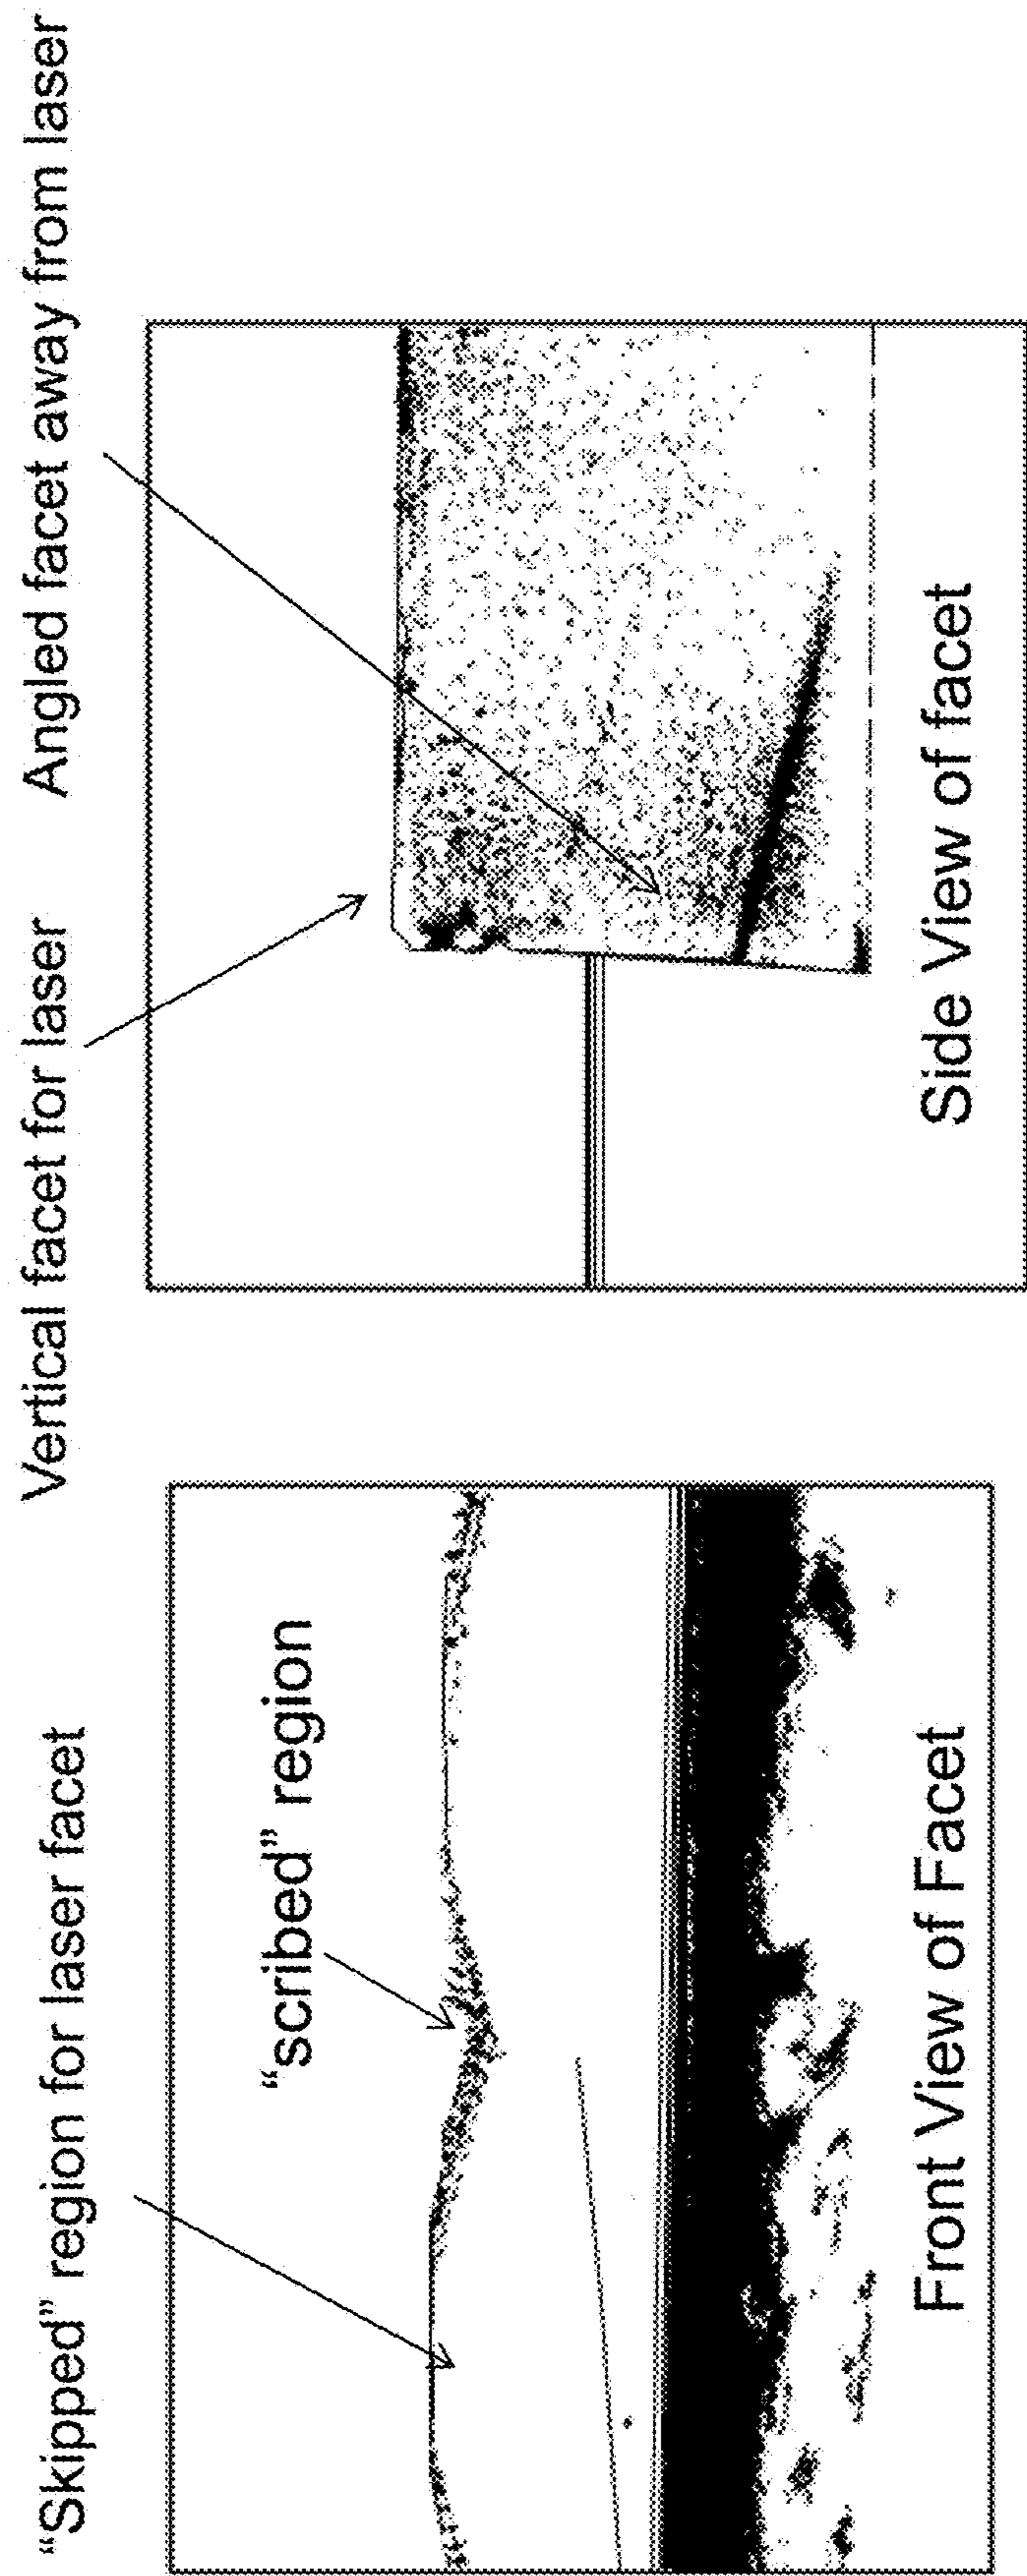 “Skipped” region for laser facet
“scribed” region
Front View of Facet
Vertical facet for laser
Angled facet away from laser
Side View of facet